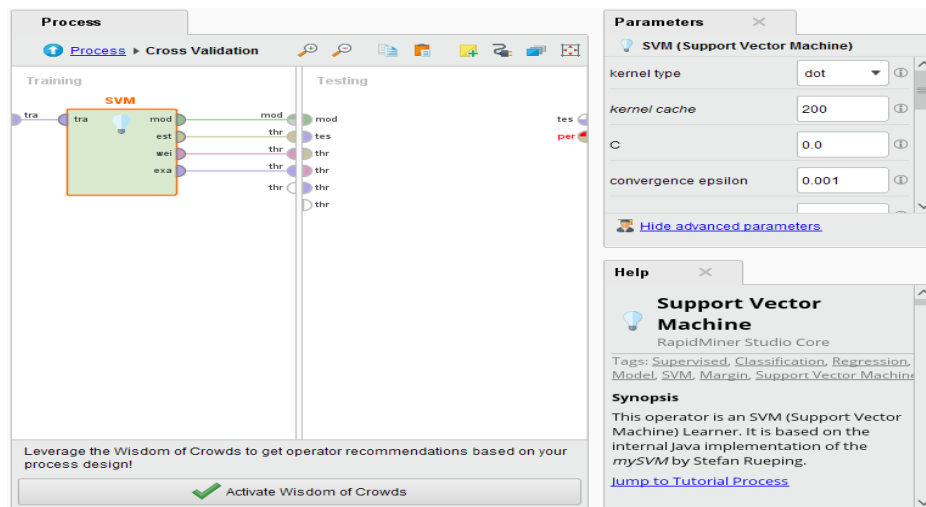 Process
Process ▸ Cross Validation
Training
Testing
SVM
tra
tra
mod
est
wei
exa
mod
thr
thr
thr
thr
mod
tes
thr
thr
thr
thr
tes
per
Leverage the Wisdom of Crowds to get operator recommendations based on your
process design!
Activate Wisdom of Crowds
Parameters
SVM (Support Vector Machine)
kernel type
dot
kernel cache
200
C
0.0
convergence epsilon
0.001
Hide advanced parameters
Help
Support Vector
Machine
RapidMiner Studio Core
Tags: Supervised, Classification, Regression,
Model, SVM, Margin, Support Vector Machine
Synopsis
This operator is an SVM (Support Vector
Machine) Learner. It is based on the
internal Java implementation of the
mySVM by Stefan Rueping.
Jump to Tutorial Process